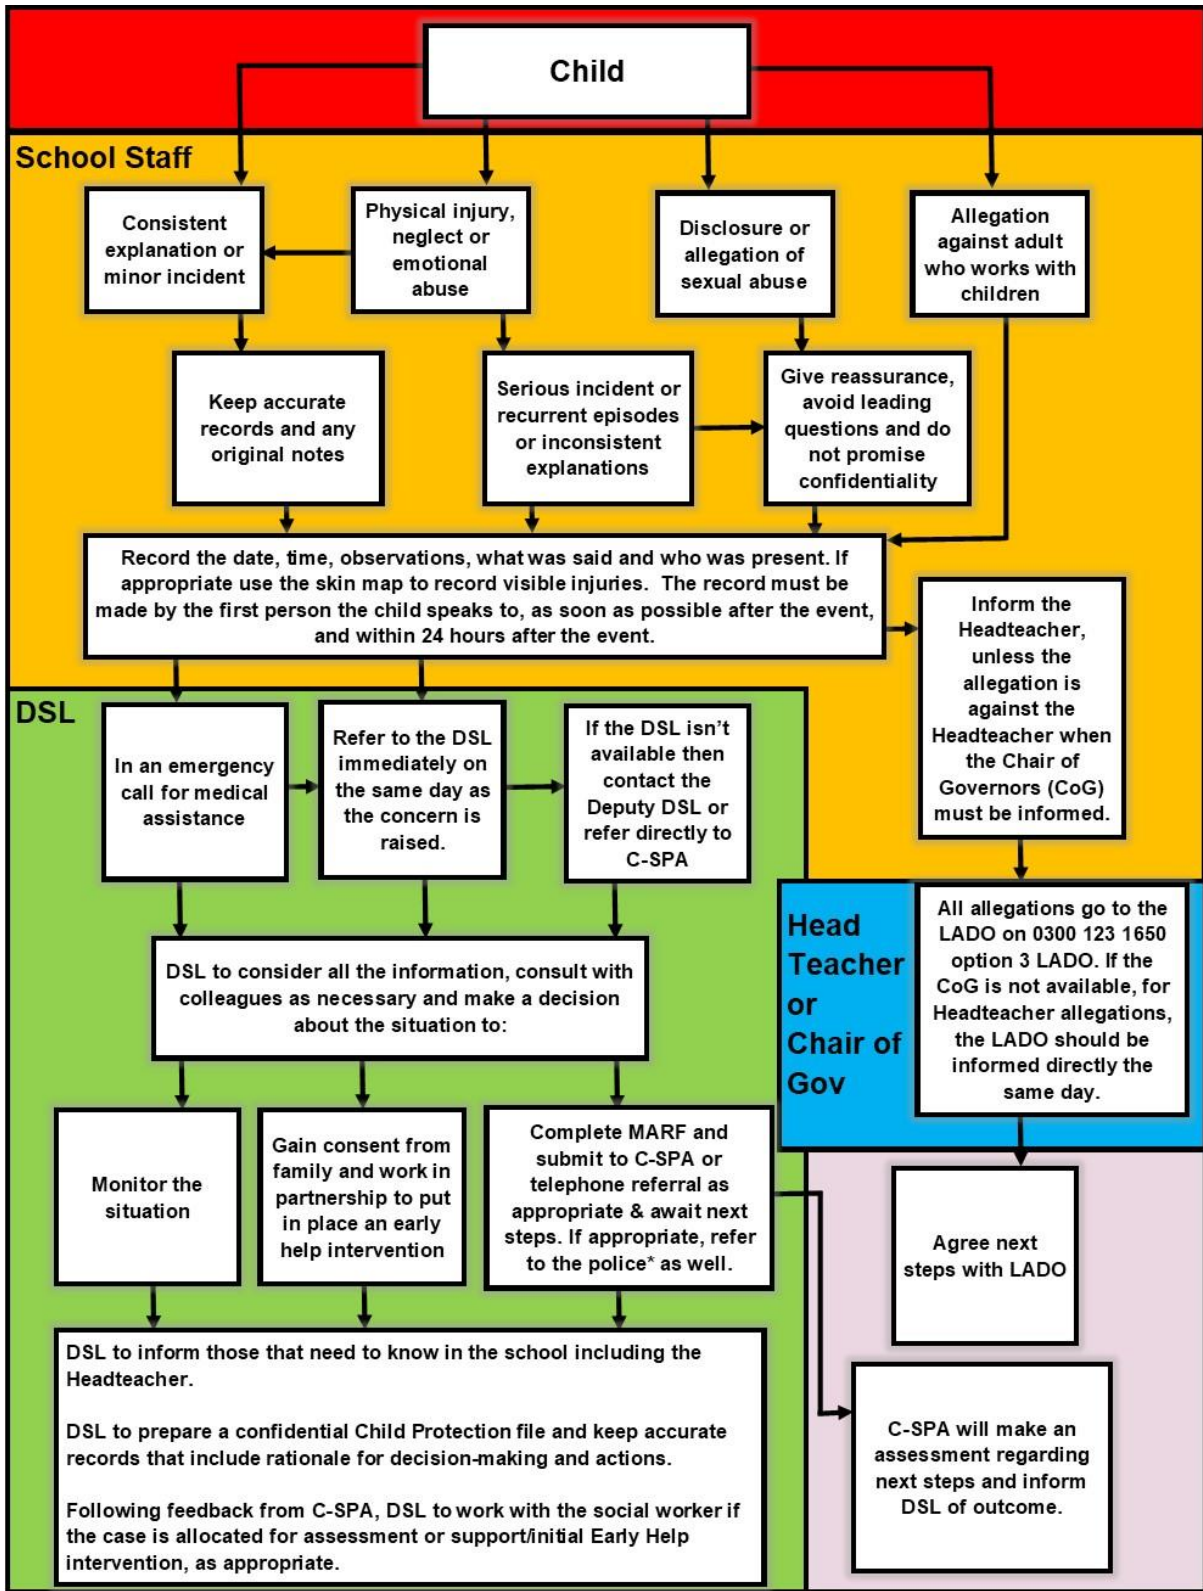 Child
School Staff
Consistent
explanation or
minor incident
Physical injury,
neglect or
emotional
abuse
Disclosure or
allegation of
sexual abuse
Allegation
against adult
who works with
children
Keep accurate
records and any
original notes
Serious incident or
recurrent episodes
or inconsistent
explanations
Give reassurance,
avoid leading
questions and do
not promise
confidentiality
Record the date, time, observations, what was said and who was present. If
appropriate use the skin map to record visible injuries. The record must be
made by the first person the child speaks to, as soon as possible after the event,
and within 24 hours after the event.
Inform the
Headteacher,
unless the
allegation is
against the
Headteacher when
the Chair of
Governors (CoG)
must be informed.
DSL
In an emergency
call for medical
assistance
Refer to the DSL
immediately on
the same day as
the concern is
raised.
If the DSL isn't
available then
contact the
Deputy DSL or
refer directly to
C-SPA
Head
Teacher
or
Chair of
Gov
All allegations go to the
LADO on 0300 123 1650
option 3 LADO. If the
CoG is not available, for
Headteacher allegations,
the LADO should be
informed directly the
same day.
DSL to consider all the information, consult with
colleagues as necessary and make a decision
about the situation to:
Monitor the
situation
Gain consent from
family and work in
partnership to put
in place an early
help intervention
Complete MARF and
submit to C-SPA or
telephone referral as
appropriate & await next
steps. If appropriate, refer
to the police* as well.
Agree next
steps with LADO
DSL to inform those that need to know in the school including the
Headteacher.
DSL to prepare a confidential Child Protection file and keep accurate
records that include rationale for decision-making and actions.
Following feedback from C-SPA, DSL to work with the social worker if
the case is allocated for assessment or support/initial Early Help
intervention, as appropriate.
C-SPA will make an
assessment regarding
next steps and inform
DSL of outcome.